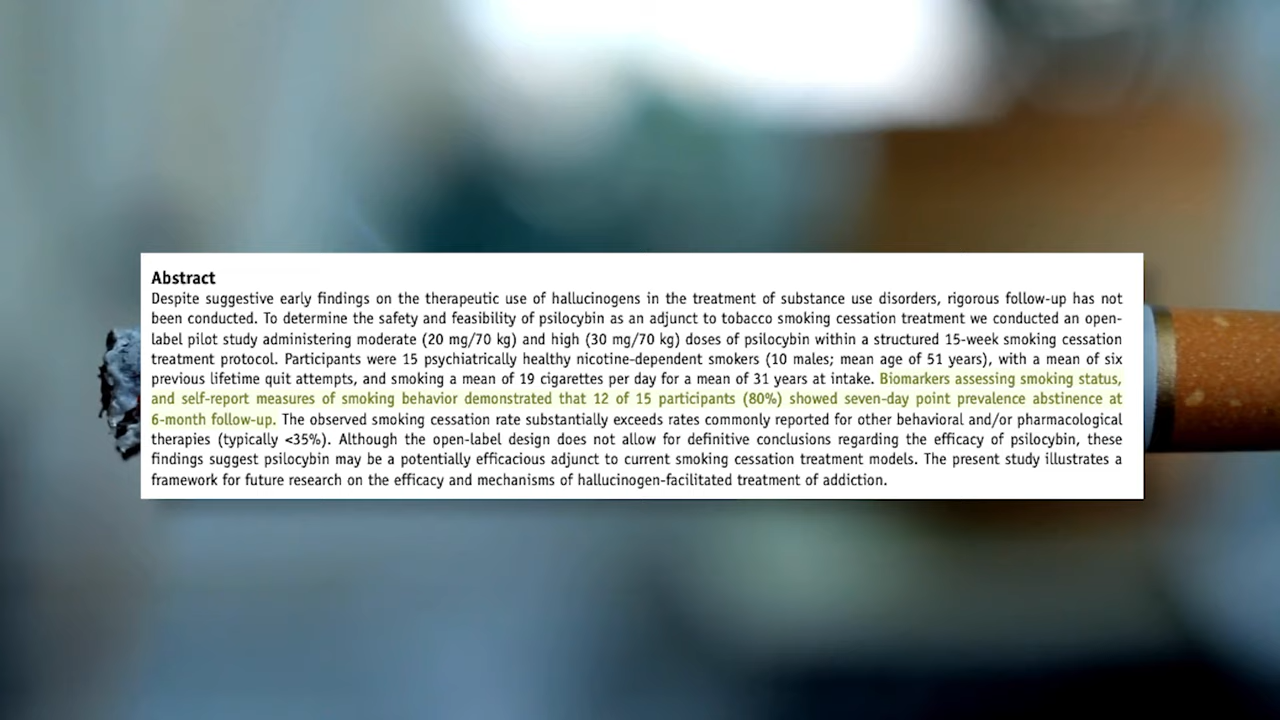 Abstract
Despite suggestive early findings on the therapeutic use of hallucinogens in the treatment of substance use disorders, rigorous follow-up has not
been conducted. To determine the safety and feasibility of psilocybin as an adjunct to tobacco smoking cessation treatment we conducted an open-
label pilot study administering moderate (20 mg/70 kg) and high (30 mg/70 kg) doses of psilocybin within a structured 15-week smoking cessation
treatment protocol. Participants were 15 psychiatrically healthy nicotine-dependent smokers (10 males; mean age of 51 years), with a mean of six
previous lifetime quit attempts, and smoking a mean of 19 cigarettes per day for a mean of 31 years at intake. Biomarkers assessing smoking status,
and self-report measures of smoking behavior demonstrated that 12 of 15 participants (80%) showed seven-day point prevalence abstinence at
6-month follow-up. The observed smoking cessation rate substantially exceeds rates commonly reported for other behavioral and/or pharmacological
therapies (typically <35%). Although the open-label design does not allow for definitive conclusions regarding the efficacy of psilocybin, these
findings suggest psilocybin may be a potentially efficacious adjunct to current smoking cessation treatment models. The present study illustrates a
framework for future research on the efficacy and mechanisms of hallucinogen-facilitated treatment of addiction.